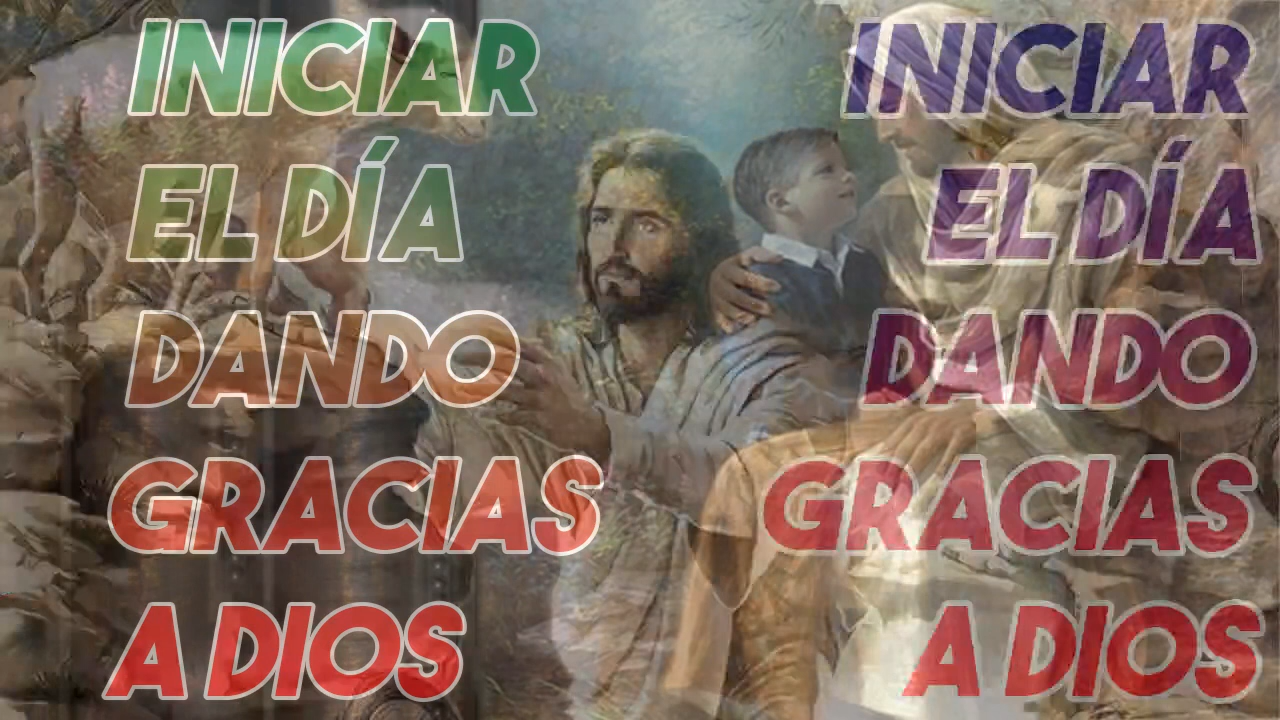 INICIAR
EL DÍA
DANDO
GRACIAS
A DIOS
INICIAR
EL DÍA
DANDO
GRACIAS
A DIOS